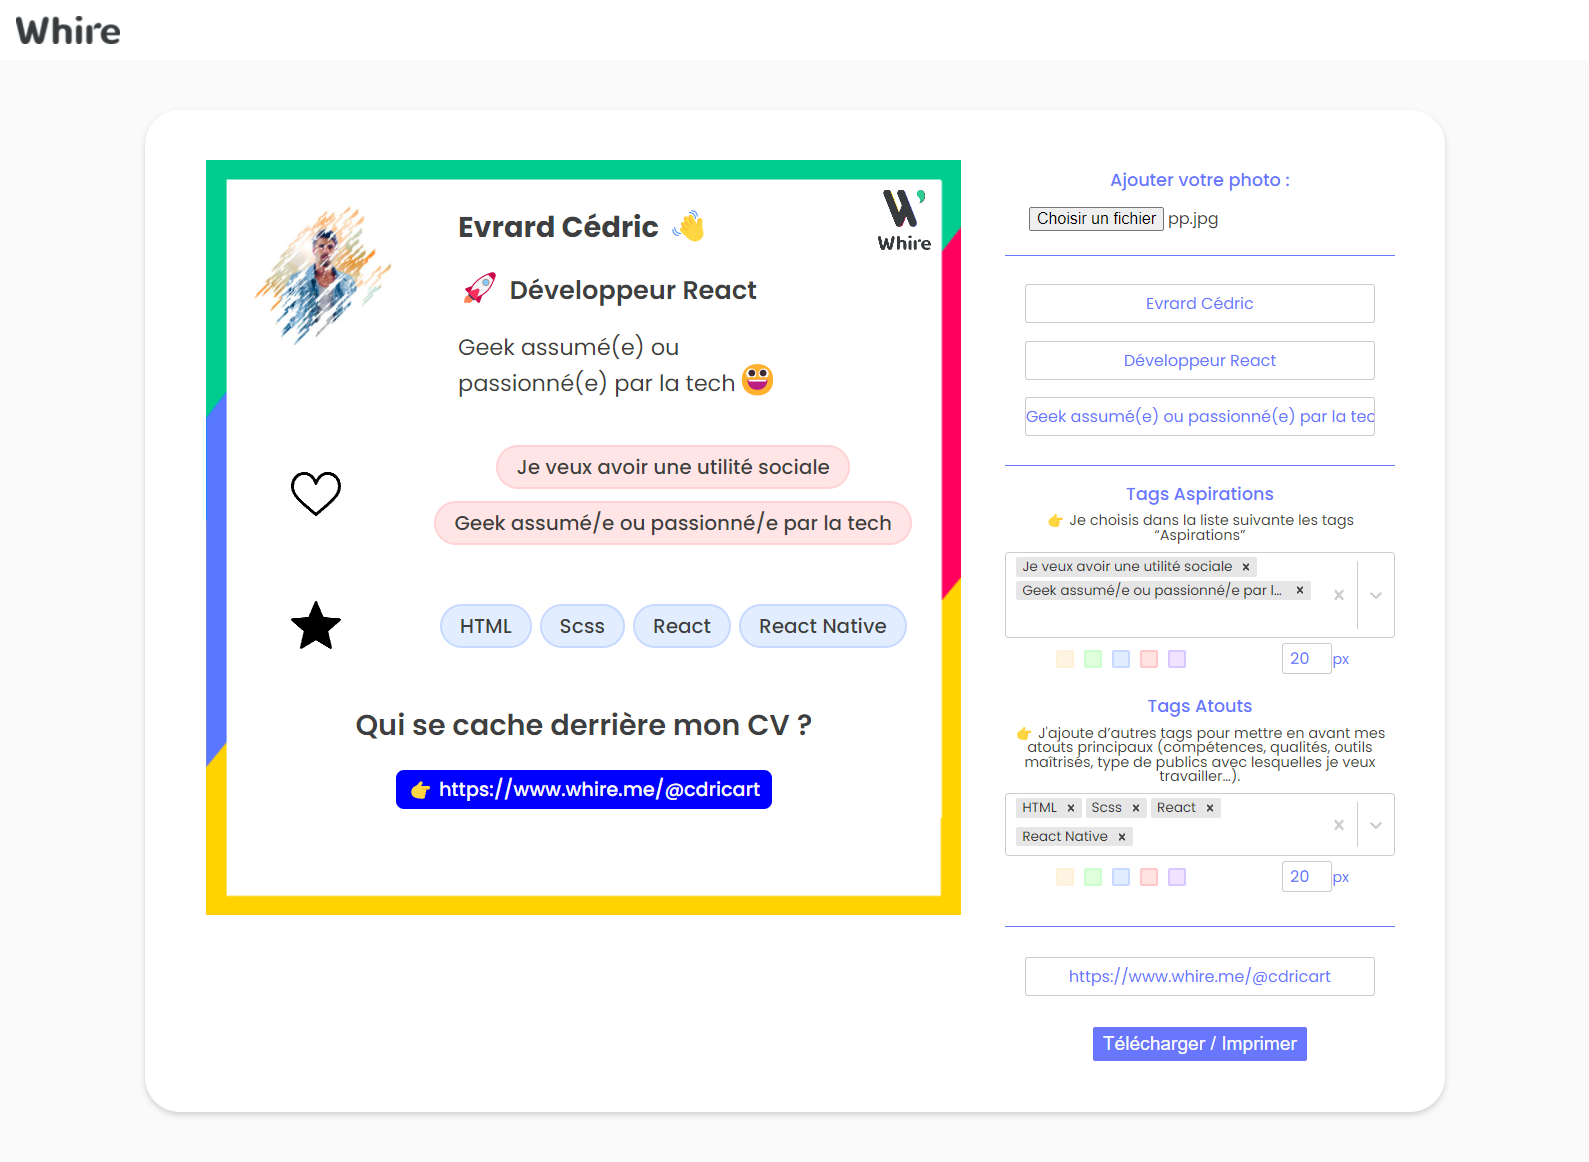 Whire
Evrard Cédric 👋
Whire
🚀 Développeur React
Geek assumé(e) ou
passionné(e) par la tech 😀
Je veux avoir une utilité sociale
Geek assumé/e ou passionné/e par la tech
HTML Scss React React Native
Qui se cache derrière mon CV ?
👉 https://www.whire.me/@cdricart
Ajouter votre photo :
Choisir un fichier pp.jpg
Evrard Cédric
Développeur React
Geek assumé(e) ou passionné(e) par la tec
Tags Aspirations
👉 Je choisis dans la liste suivante les tags
“Aspirations”
Je veux avoir une utilité sociale ×
Geek assumé/e ou passionné/e par l... ×
20 px
Tags Atouts
👉 J'ajoute d’autres tags pour mettre en avant mes
atouts principaux (compétences, qualités, outils
maîtrisés, type de publics avec lesquelles je veux
travailler...).
HTML × Scss × React ×
React Native ×
20 px
https://www.whire.me/@cdricart
Télécharger / Imprimer